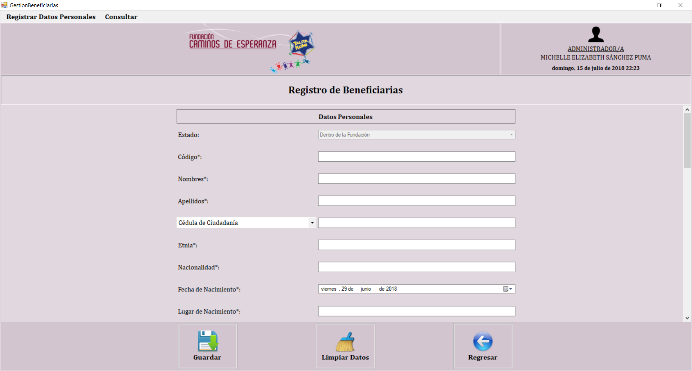 GestionBeneficiarias
Registrar Datos Personales Consultar
FUNDACIÓN
CAMINOS DE ESPERANZA
ADMINISTRADOR/A
MICHELLE ELIZABETH SÁNCHEZ PUMA
domingo, 15 de julio de 2018 22:23
Registro de Beneficiarias
Datos Personales
Estado: Dentro de la Fundación
Código*:
Nombres*:
Apellidos*:
Cédula de Ciudadanía
Etnia*:
Nacionalidad*:
Fecha de Nacimiento*: viernes , 29 de junio de 2018
Lugar de Nacimiento*:
Guardar Limpiar Datos Regresar